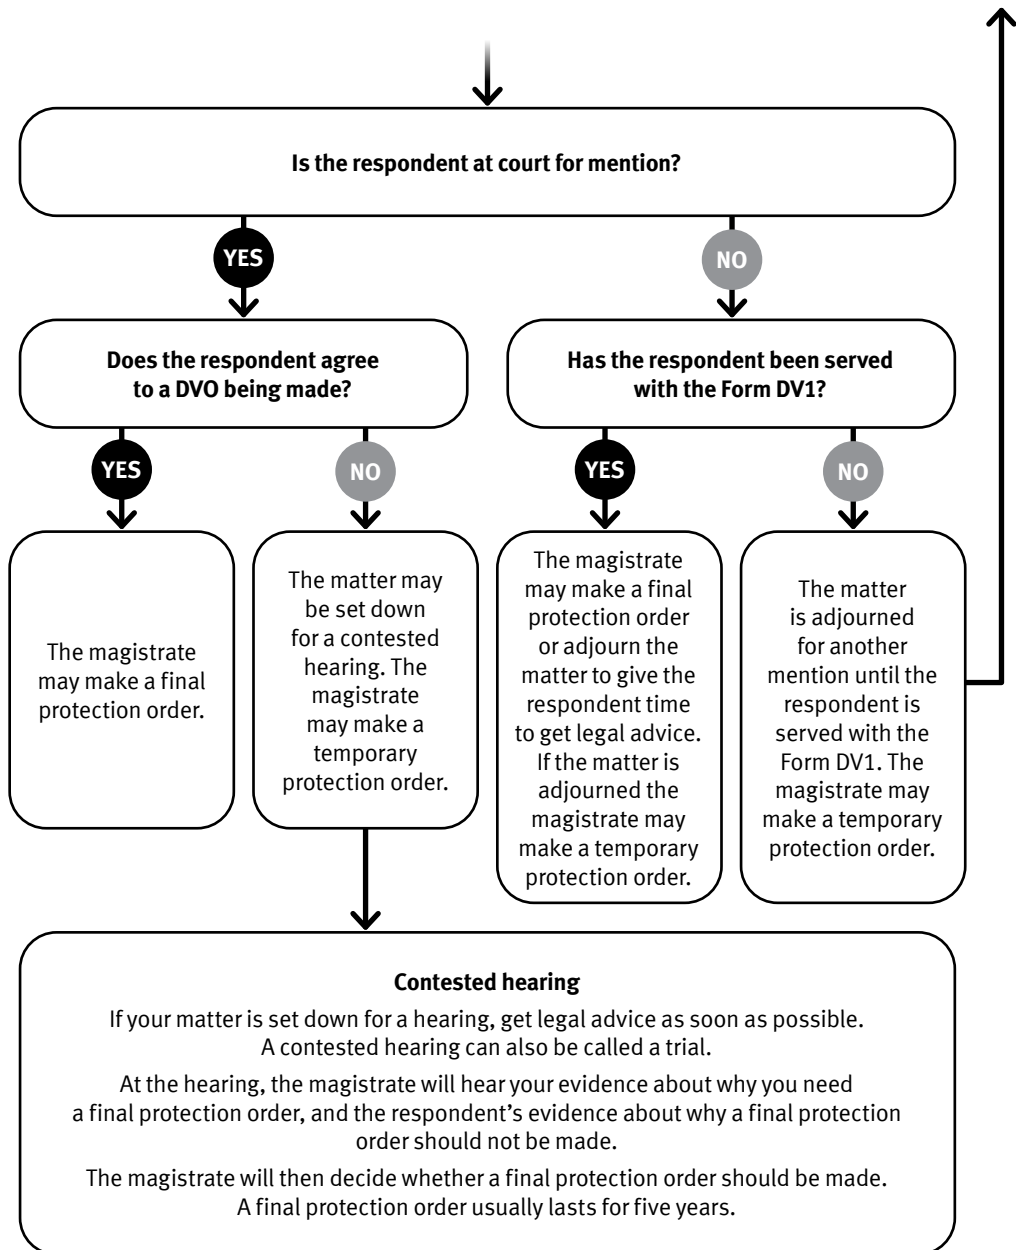 Is the respondent at court for mention?
YES
NO
Does the respondent agree
to a DVO being made?
Has the respondent been served
with the Form DV1?
YES
NO
YES
NO
The magistrate
may make a final
protection order.
The matter may
be set down
for a contested
hearing. The
magistrate
may make a
temporary
protection order.
The magistrate
may make a final
protection order
or adjourn the
matter to give the
respondent time
to get legal advice.
If the matter is
adjourned the
magistrate may
make a temporary
protection order.
The matter
is adjourned
for another
mention until the
respondent is
served with the
Form DV1. The
magistrate may
make a temporary
protection order.
Contested hearing
If your matter is set down for a hearing, get legal advice as soon as possible.
A contested hearing can also be called a trial.
At the hearing, the magistrate will hear your evidence about why you need
a final protection order, and the respondent’s evidence about why a final protection
order should not be made.
The magistrate will then decide whether a final protection order should be made.
A final protection order usually lasts for five years.